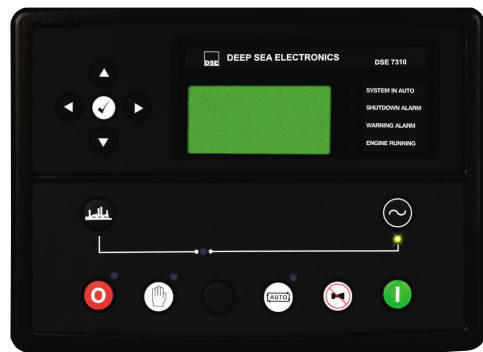 DSE
DEEP SEA ELECTRONICS
DSE 7310
SYSTEM IN AUTO
SHUTDOWN ALARM
WARNING ALARM
ENGINE RUNNING
O
AUTO
I